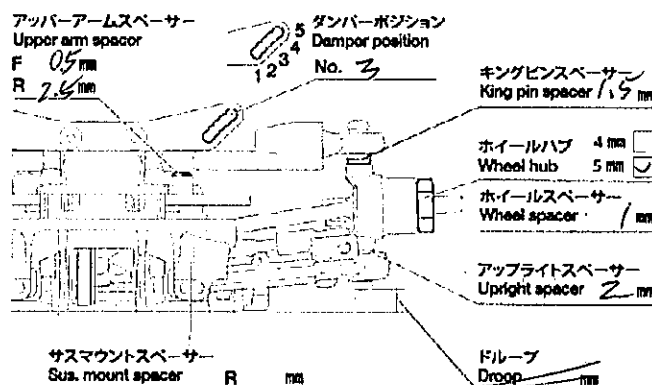 アッパーアームスペーサー
Upper arm spacor
F 0.5 mm
R 2.5 mm
1 2 3 4 5
ダンパーポジション
Damper position
No. 3
キングピンスペーサー
King pin spacer 1.5 mm
ホイールハブ 4 mm
Wheel hub 5 mm
ホイールスペーサー
Wheel spacer 1 mm
アップライトスペーサー
Upright spacer 2 mm
サスマウントスペーサー
Sus. mount spacer R mm
ドループ
Droop mm